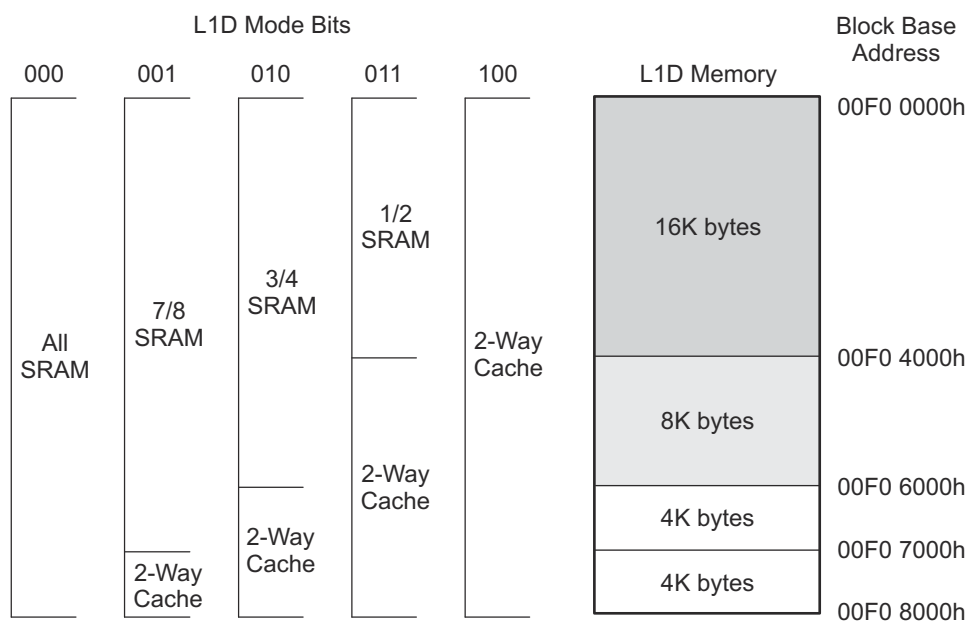 L1D Mode Bits
Block Base
Address
000
001
010
011
100
L1D Memory
00F0 0000h
1/2
SRAM
16K bytes
3/4
SRAM
7/8
SRAM
All
SRAM
2-Way
Cache
00F0 4000h
8K bytes
2-Way
Cache
00F0 6000h
4K bytes
2-Way
Cache
00F0 7000h
2-Way
Cache
4K bytes
00F0 8000h